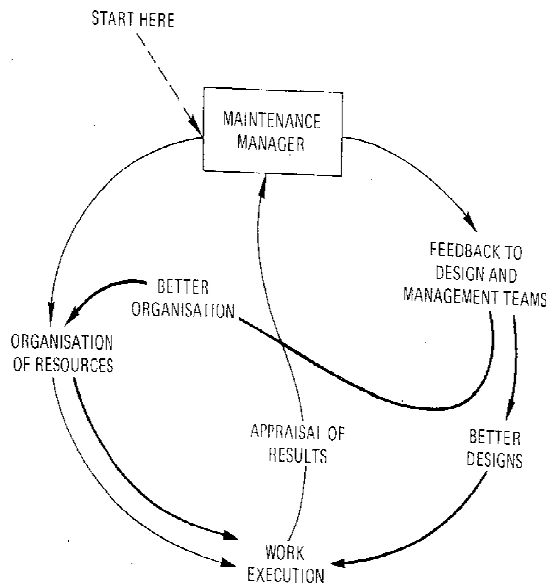 START HERE
MAINTENANCE
MANAGER
FEEDBACK TO
DESIGN AND
MANAGEMENT TEAMS
BETTER
ORGANISATION
ORGANISATION
OF RESOURCES
APPRAISAL OF
RESULTS
BETTER
DESIGNS
WORK
EXECUTION